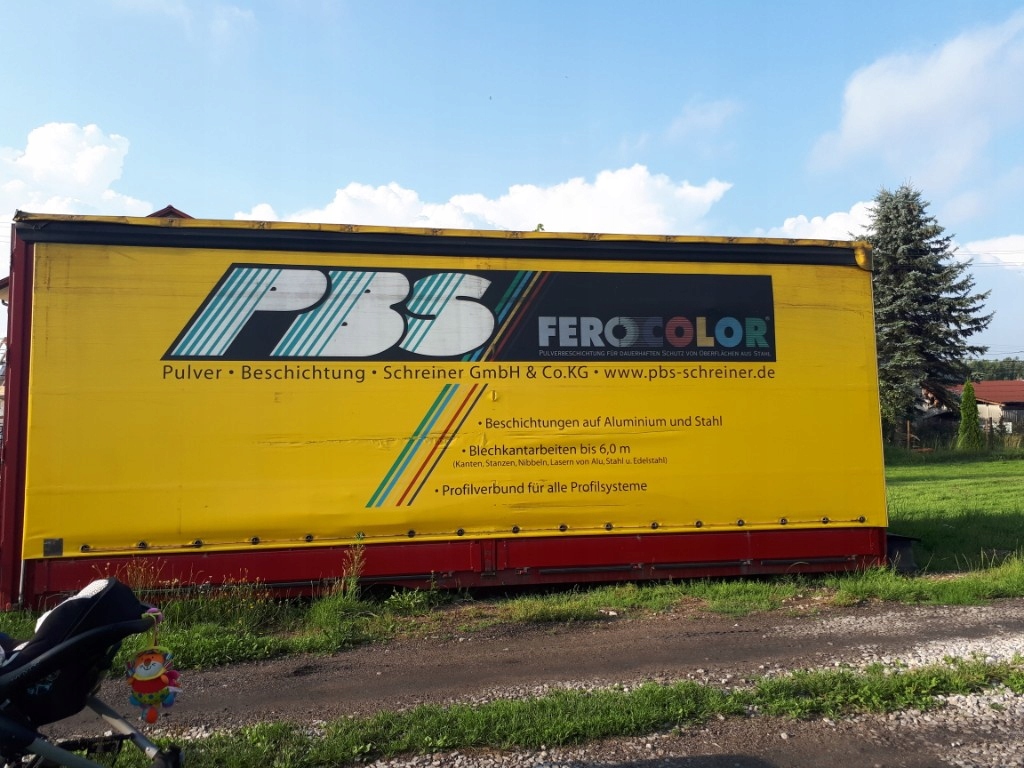 PBS
FEROCOLOR®
PULVERBESCHICHTUNG FÜR DAUERHAFTEN SCHUTZ VON OBERFLÄCHEN AUS STAHL
Pulver • Beschichtung • Schreiner GmbH & Co.KG • www.pbs-schreiner.de
• Beschichtungen auf Aluminium und Stahl
• Blechkantarbeiten bis 6,0 m
(Kanten, Stanzen, Nibbeln, Lasern von Alu, Stahl u. Edelstahl)
• Profilverbund für alle Profilsysteme